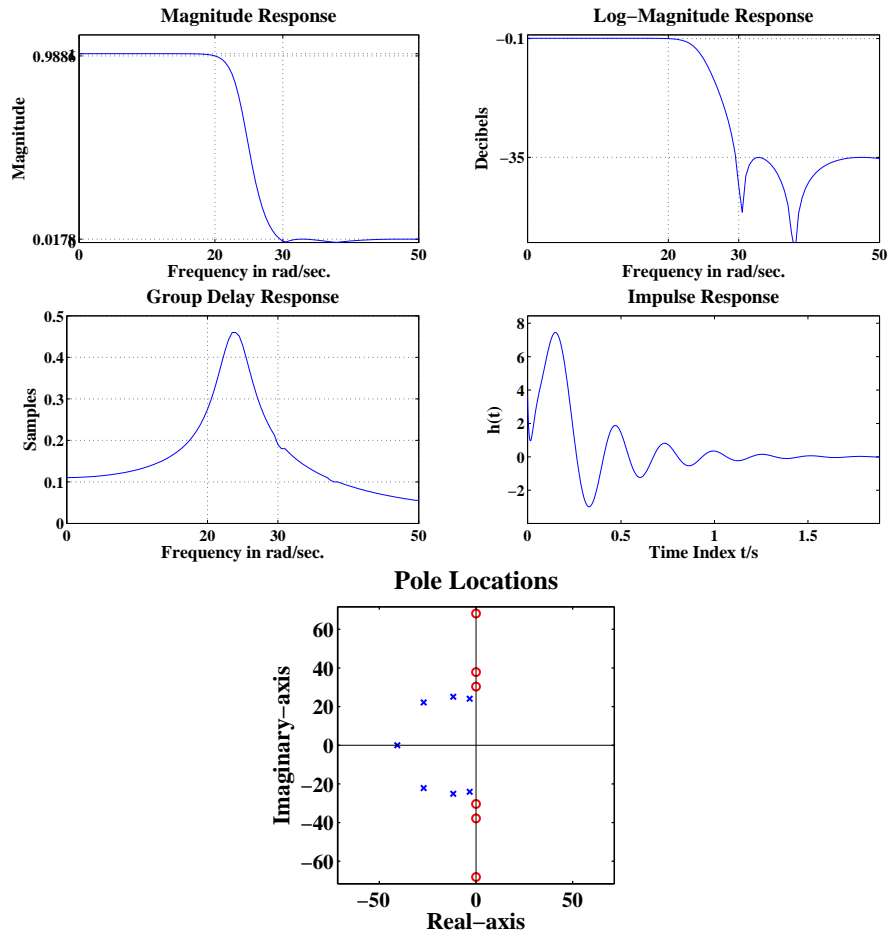 Magnitude Response
Magnitude
0.9886
0.0178
0
0 20 30 50
Frequency in rad/sec.
Log-Magnitude Response
Decibels
-0.1
-35
0 20 30 50
Frequency in rad/sec.
Group Delay Response
Samples
0.5
0.4
0.3
0.2
0.1
0
0 20 30 50
Frequency in rad/sec.
Impulse Response
h(t)
8
6
4
2
0
-2
0 0.5 1 1.5
Time Index t/s
Pole Locations
Imaginary-axis
60
40
20
0
-20
-40
-60
-50 0 50
Real-axis